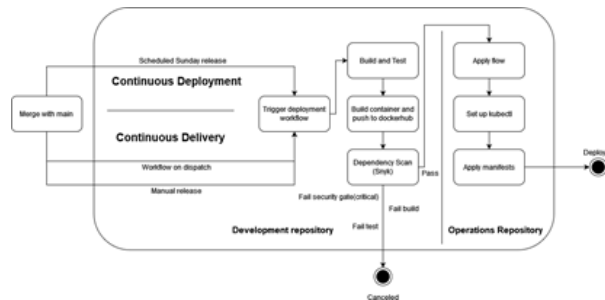 Scheduled Sunday release
Continuous Deployment
Merge with main
Continuous Delivery
Workflow on dispatch
Manual release
Trigger deployment
workflow
Build and Test
Build container and
push to dockerhub
Dependency Scan
(Snyk)
Pass
Fail security gate(critical)
Fail build
Fail test
Development repository
Apply flow
Set up kubectl
Apply manifests
Operations Repository
Deploy
Canceled